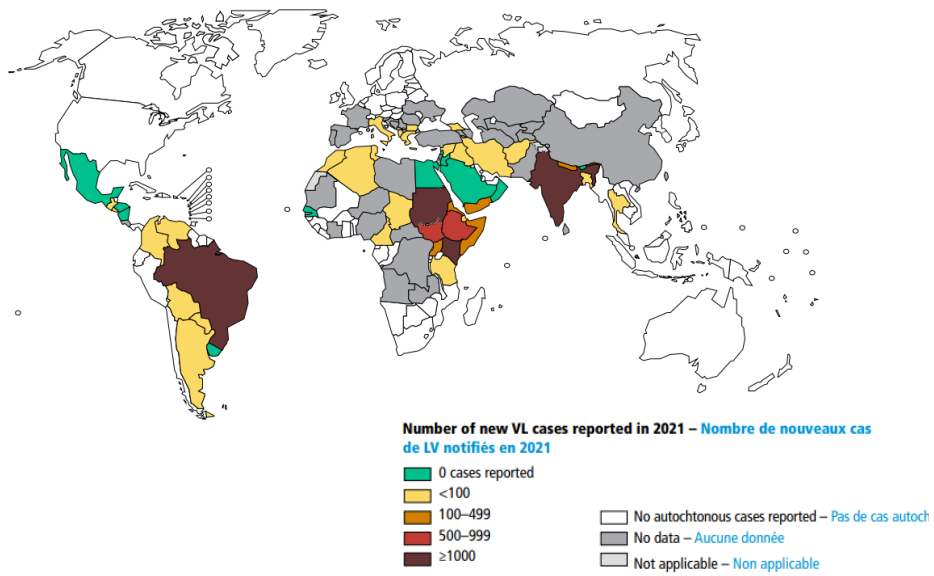 Number of new VL cases reported in 2021 – Nombre de nouveaux cas
de LV notifiés en 2021
0 cases reported
<100
100–499
500–999
≥1000
No autochtonous cases reported – Pas de cas autoch
No data – Aucune donnée
Not applicable – Non applicable